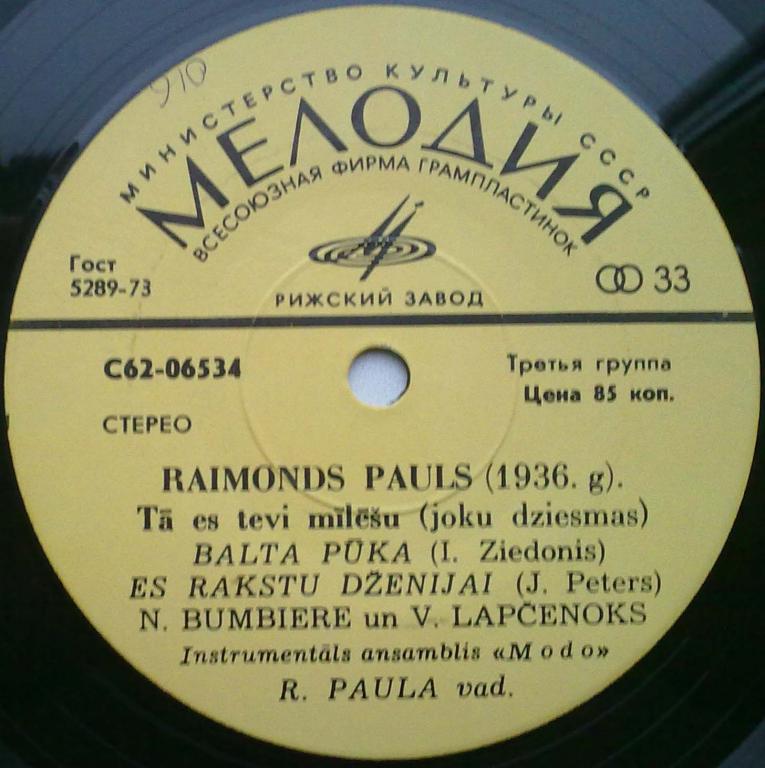 910
МИНИСТЕРСТВО КУЛЬТУРЫ СССР
МЕЛОДИЯ
ВСЕСОЮЗНАЯ ФИРМА ГРАМПЛАСТИНОК
Гост
5289-73
33
РИЖСКИЙ ЗАВОД
С62-06534
Третья группа
Цена 85 коп.
СТЕРЕО
RAIMONDS PAULS (1936. g).
Tā es tevi mīlēšu (joku dziesmas)
BALTA PŪKA (I. Ziedonis)
ES RAKSTU DŽENIJAI (J. Peters)
N. BUMBIERE un V. LAPČENOKS
Instrumentāls ansamblis «Modo»
R. PAULA vad.